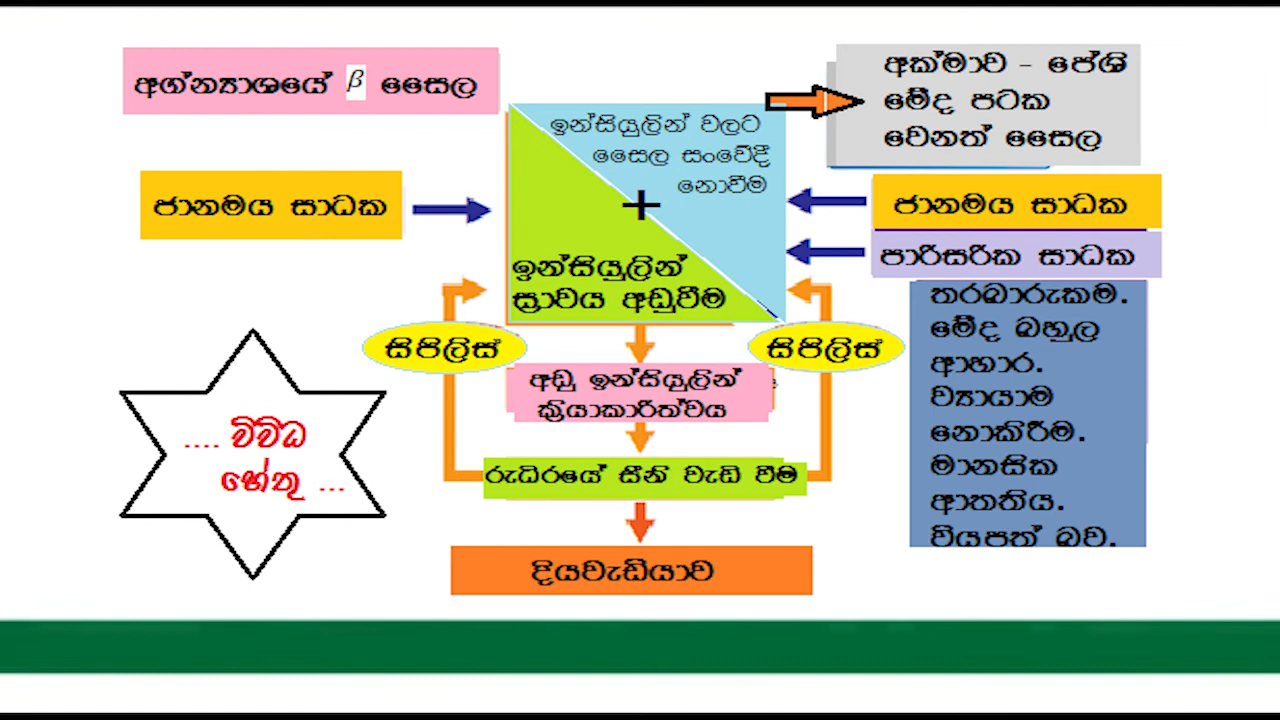 අග්න්‍යාශයේ β සෛල
අක්මාව - පේශි
මේද පටක
වෙනත් සෛල
ඉන්සියුලින් වලට
සෛල සංවේදී
නොවීම
+
ජානමය සාධක
ජානමය සාධක
පාරිසරික සාධක
ඉන්සියුලින්
ස්‍රාවය අඩුවීම
තරබාරුකම.
මේද බහුල
ආහාර.
ව්‍යායාම
නොකිරීම.
මානසික
ආතතිය.
වියපත් බව.
සිපිලිස්
සිපිලිස්
අඩු ඉන්සියුලින්
ක්‍රියාකාරිත්වය
රුධිරයේ සීනි වැඩි වීම
දියවැඩියාව
.... විවිධ
හේතු ...